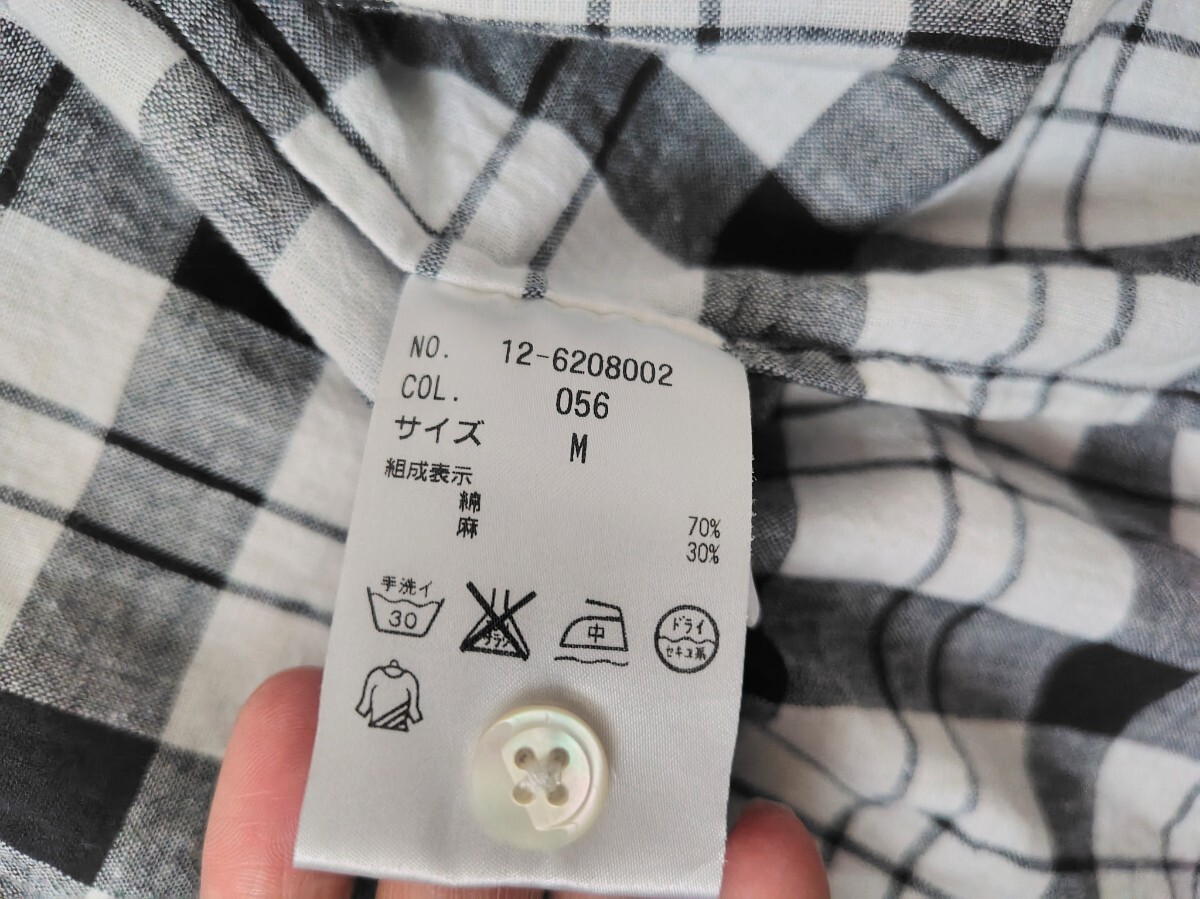 NO. 12-6208002
COL. 056
サイズ M
組成表示
綿 70%
麻 30%
手洗イ
30
中
ドライ
セキユ系